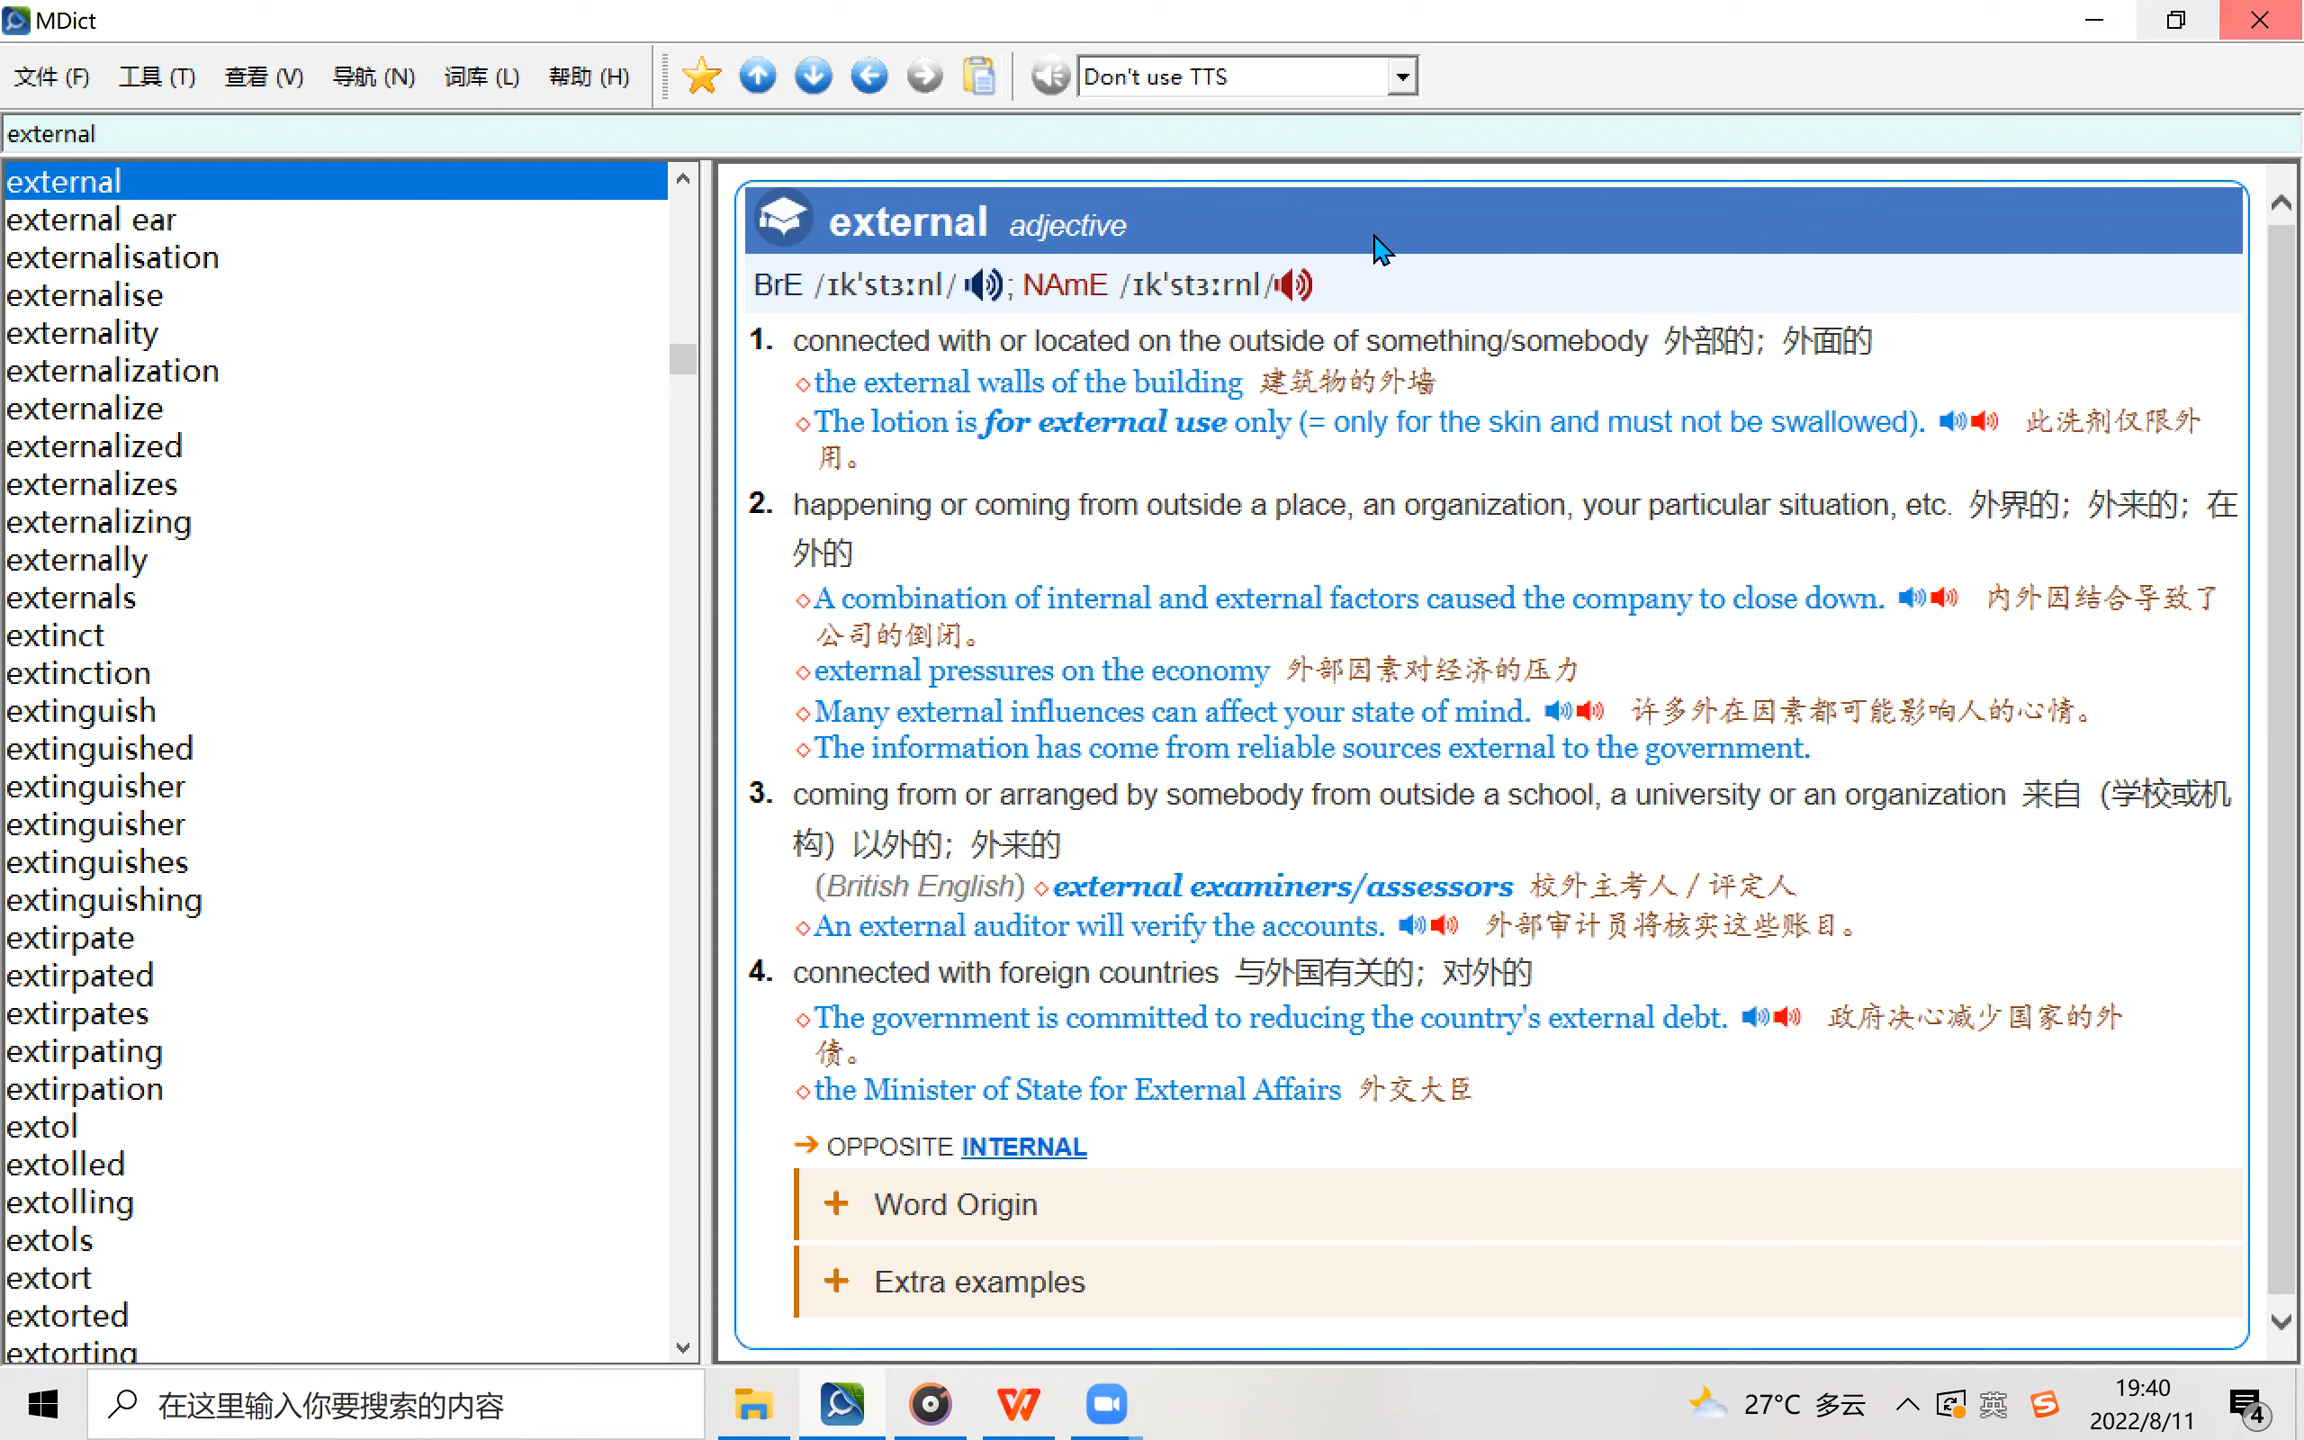 MDict
文件 (F) 工具 (T) 查看 (V) 导航 (N) 词库 (L) 帮助 (H) Don't use TTS
external
external
external ear
externalisation
externalise
externality
externalization
externalize
externalized
externalizes
externalizing
externally
externals
extinct
extinction
extinguish
extinguished
extinguisher
extinguisher
extinguishes
extinguishing
extirpate
extirpated
extirpates
extirpating
extirpation
extol
extolled
extolling
extols
extort
extorted
extorting
external adjective
BrE /ɪkˈstɜːnl/ ; NAmE /ɪkˈstɜːrnl/
1. connected with or located on the outside of something/somebody 外部的；外面的
◇the external walls of the building 建筑物的外墙
◇The lotion is for external use only (= only for the skin and must not be swallowed). 此洗剂仅限外
用。
2. happening or coming from outside a place, an organization, your particular situation, etc. 外界的；外来的；在
外的
◇A combination of internal and external factors caused the company to close down. 内外因结合导致了
公司的倒闭。
◇external pressures on the economy 外部因素对经济的压力
◇Many external influences can affect your state of mind. 许多外在因素都可能影响人的心情。
◇The information has come from reliable sources external to the government.
3. coming from or arranged by somebody from outside a school, a university or an organization 来自（学校或机
构）以外的；外来的
(British English) ◇external examiners/assessors 校外主考人／评定人
◇An external auditor will verify the accounts. 外部审计员将核实这些账目。
4. connected with foreign countries 与外国有关的；对外的
◇The government is committed to reducing the country's external debt. 政府决心减少国家的外
债。
◇the Minister of State for External Affairs 外交大臣
➔ OPPOSITE INTERNAL
+ Word Origin
+ Extra examples
在这里输入你要搜索的内容
27°C 多云 英
19:40
2022/8/11
4